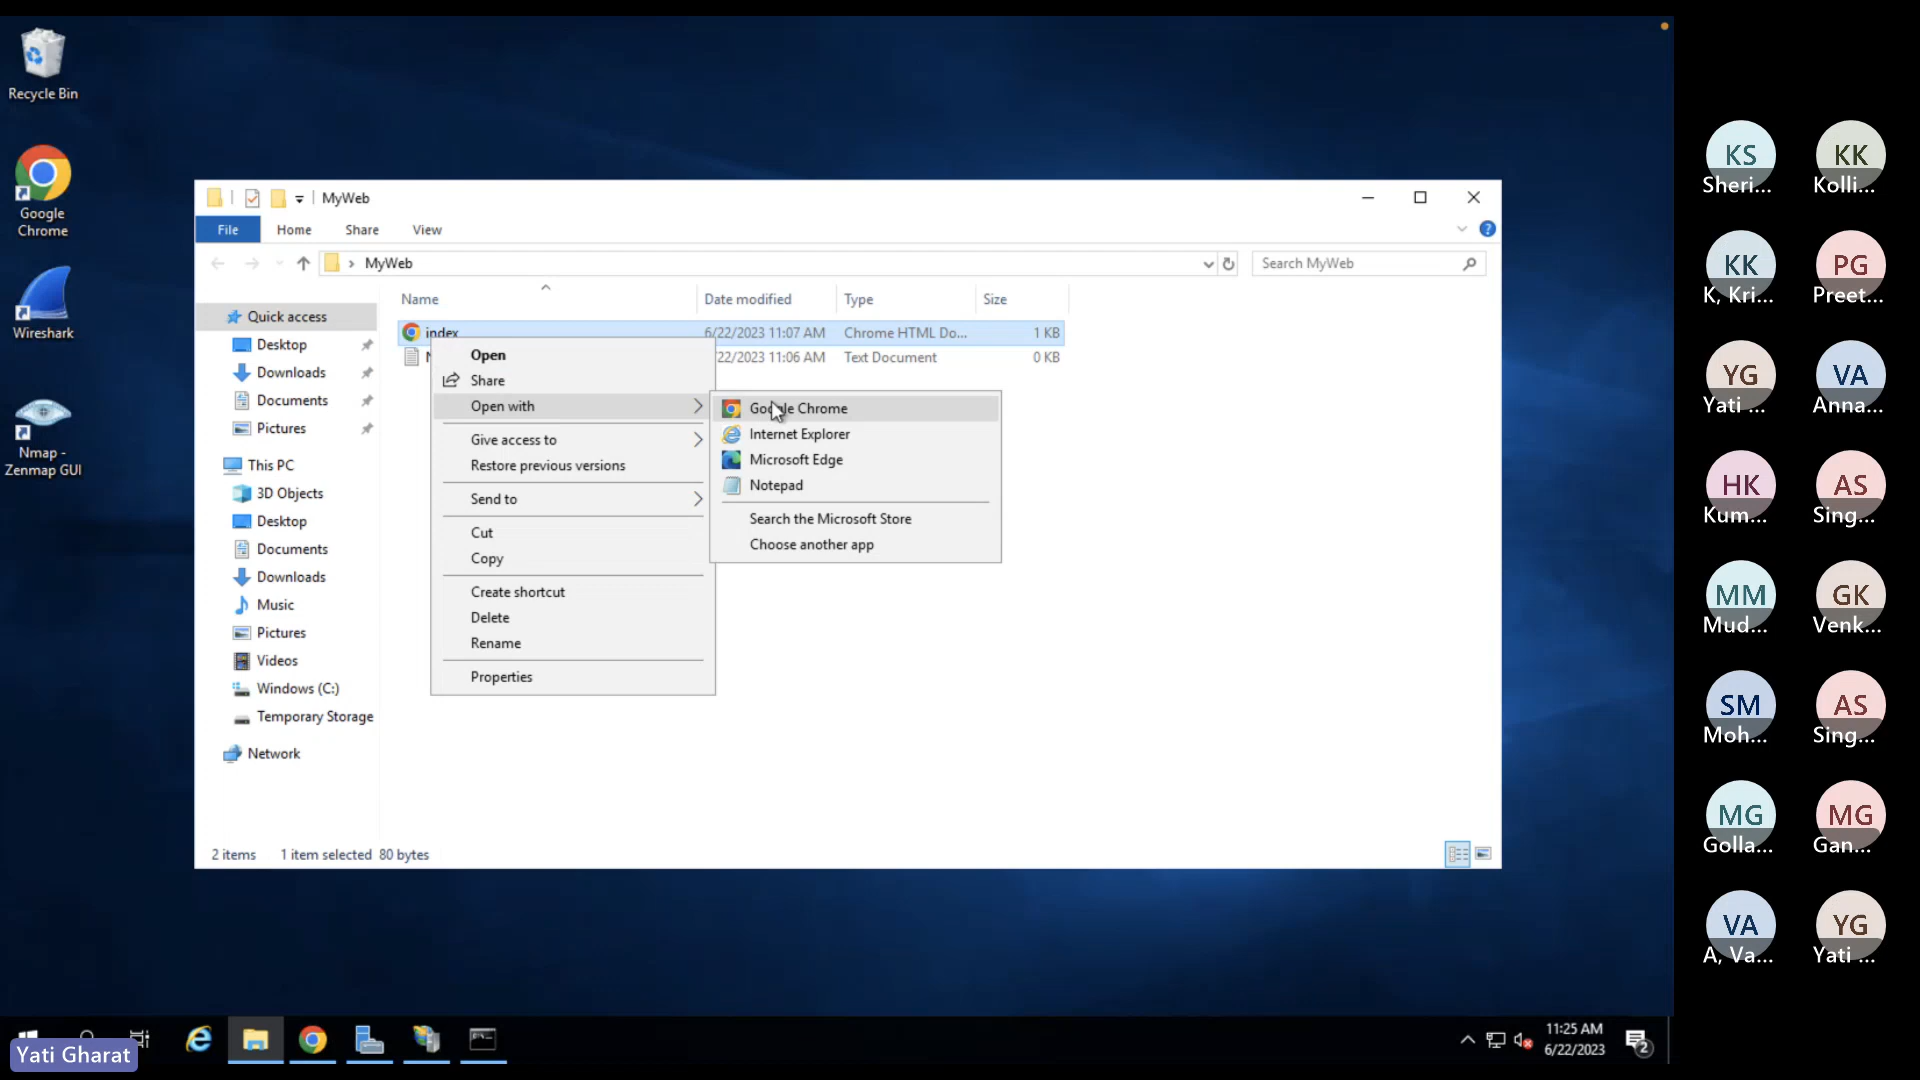 Recycle Bin
Google
Chrome
Wireshark
Nmap -
Zenmap GUI
MyWeb
File
Home
Share
View
MyWeb
Search MyWeb
Name
Date modified
Type
Size
index
6/22/2023 11:07 AM
Chrome HTML Do...
1 KB
22/2023 11:06 AM
Text Document
0 KB
Quick access
Desktop
Downloads
Documents
Pictures
This PC
3D Objects
Desktop
Documents
Downloads
Music
Pictures
Videos
Windows (C:)
Temporary Storage
Network
Open
Share
Open with
Give access to
Restore previous versions
Send to
Cut
Copy
Create shortcut
Delete
Rename
Properties
Google Chrome
Internet Explorer
Microsoft Edge
Notepad
Search the Microsoft Store
Choose another app
2 items
1 item selected 80 bytes
KS
Sheri...
KK
Kolli...
KK
K, Kri...
PG
Preet...
YG
Yati ...
VA
Anna...
HK
Kum...
AS
Sing...
MM
Mud...
GK
Venk...
SM
Moh...
AS
Sing...
MG
Golla...
MG
Gan...
VA
A, Va...
YG
Yati ...
Yati Gharat
11:25 AM
6/22/2023
2